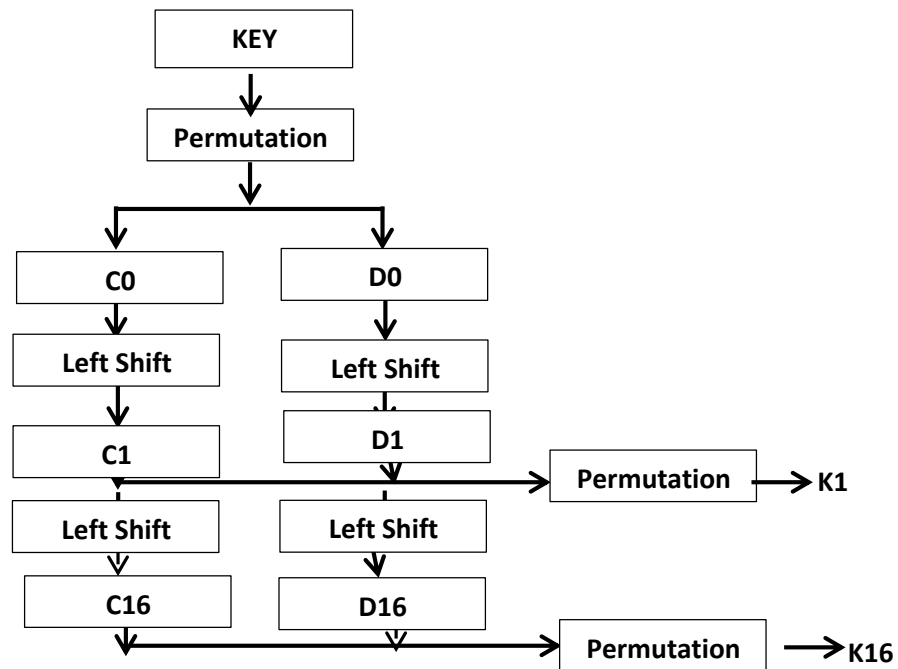 KEY
Permutation
C0
D0
Left Shift
Left Shift
C1
D1
Permutation
K1
Left Shift
Left Shift
C16
D16
Permutation
K16